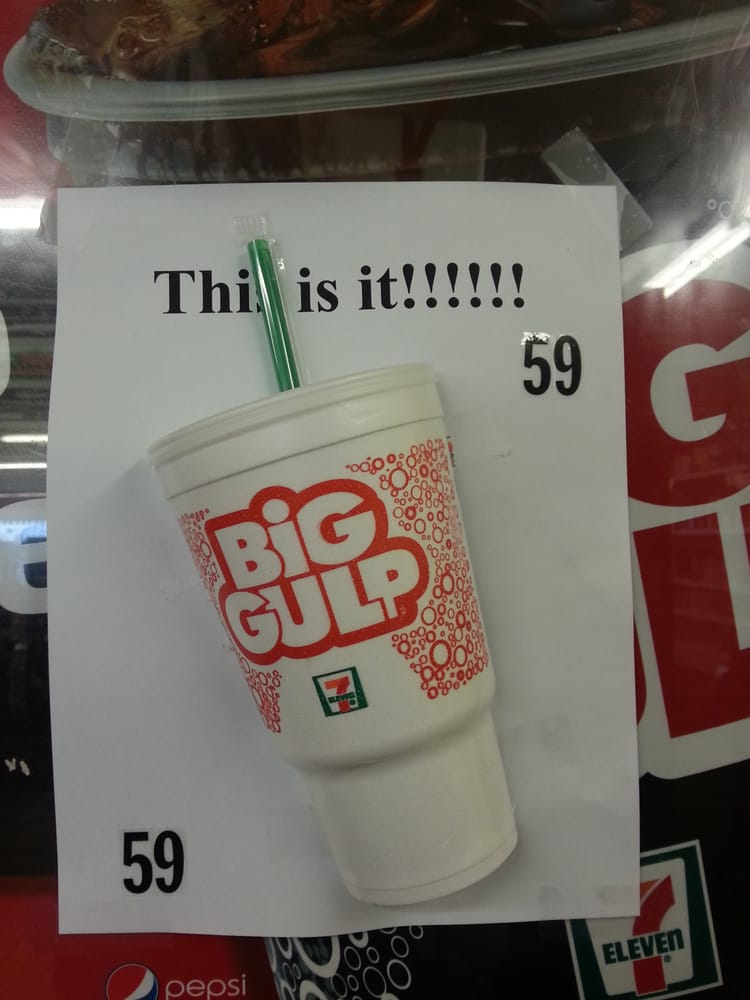 This is it!!!!!!
59
BiG
GULP
7
ELEVEn
59
G
L
7
ELEVEn
pepsi